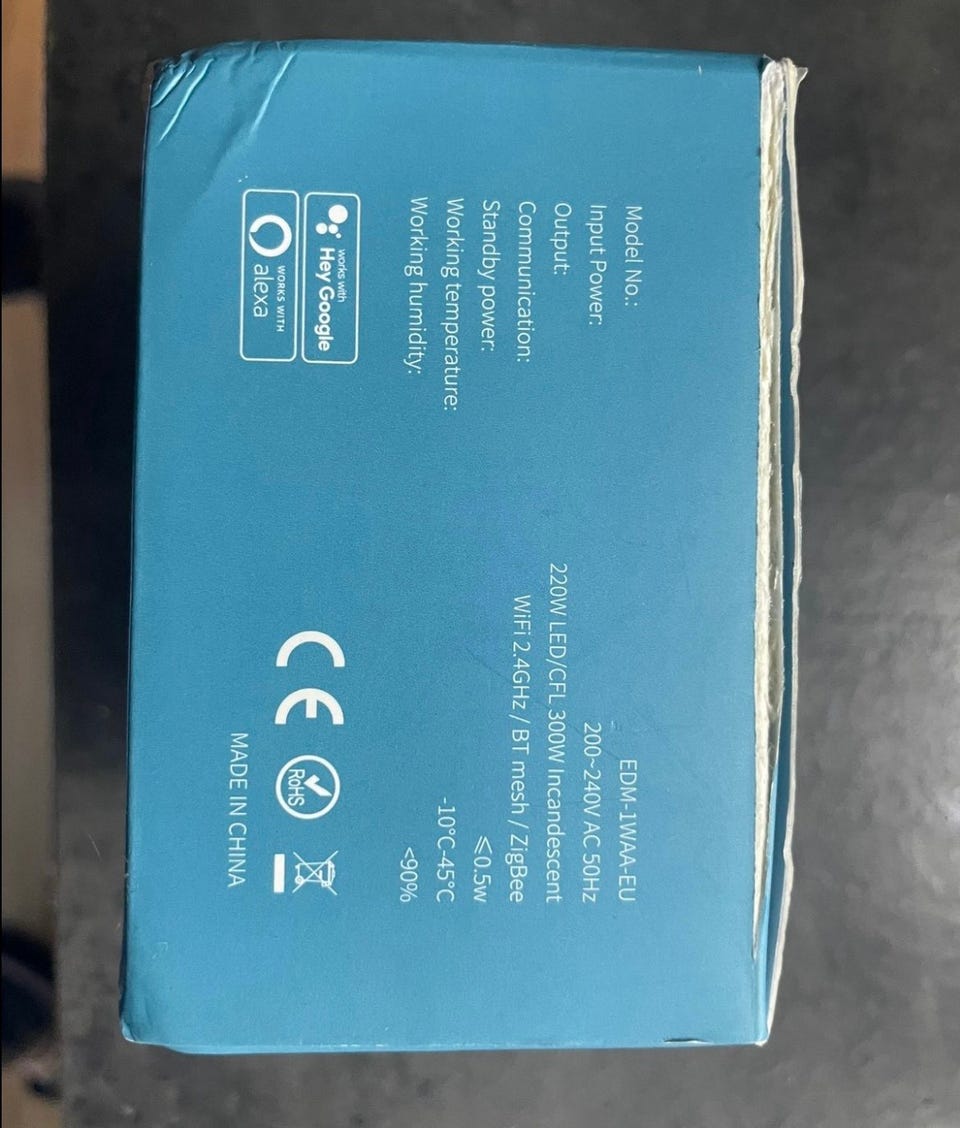 Model No.: EDM-1WAA-EU
Input Power: 200~240V AC 50Hz
Output: 220W LED/CFL 300W Incandescent
Communication: WiFi 2.4GHz / BT mesh / ZigBee
Standby power: ⩽0.5w
Working temperature: -10°C-45°C
Working humidity: <90%
works with
Hey Google
WORKS WITH
alexa
CE
RoHS
MADE IN CHINA